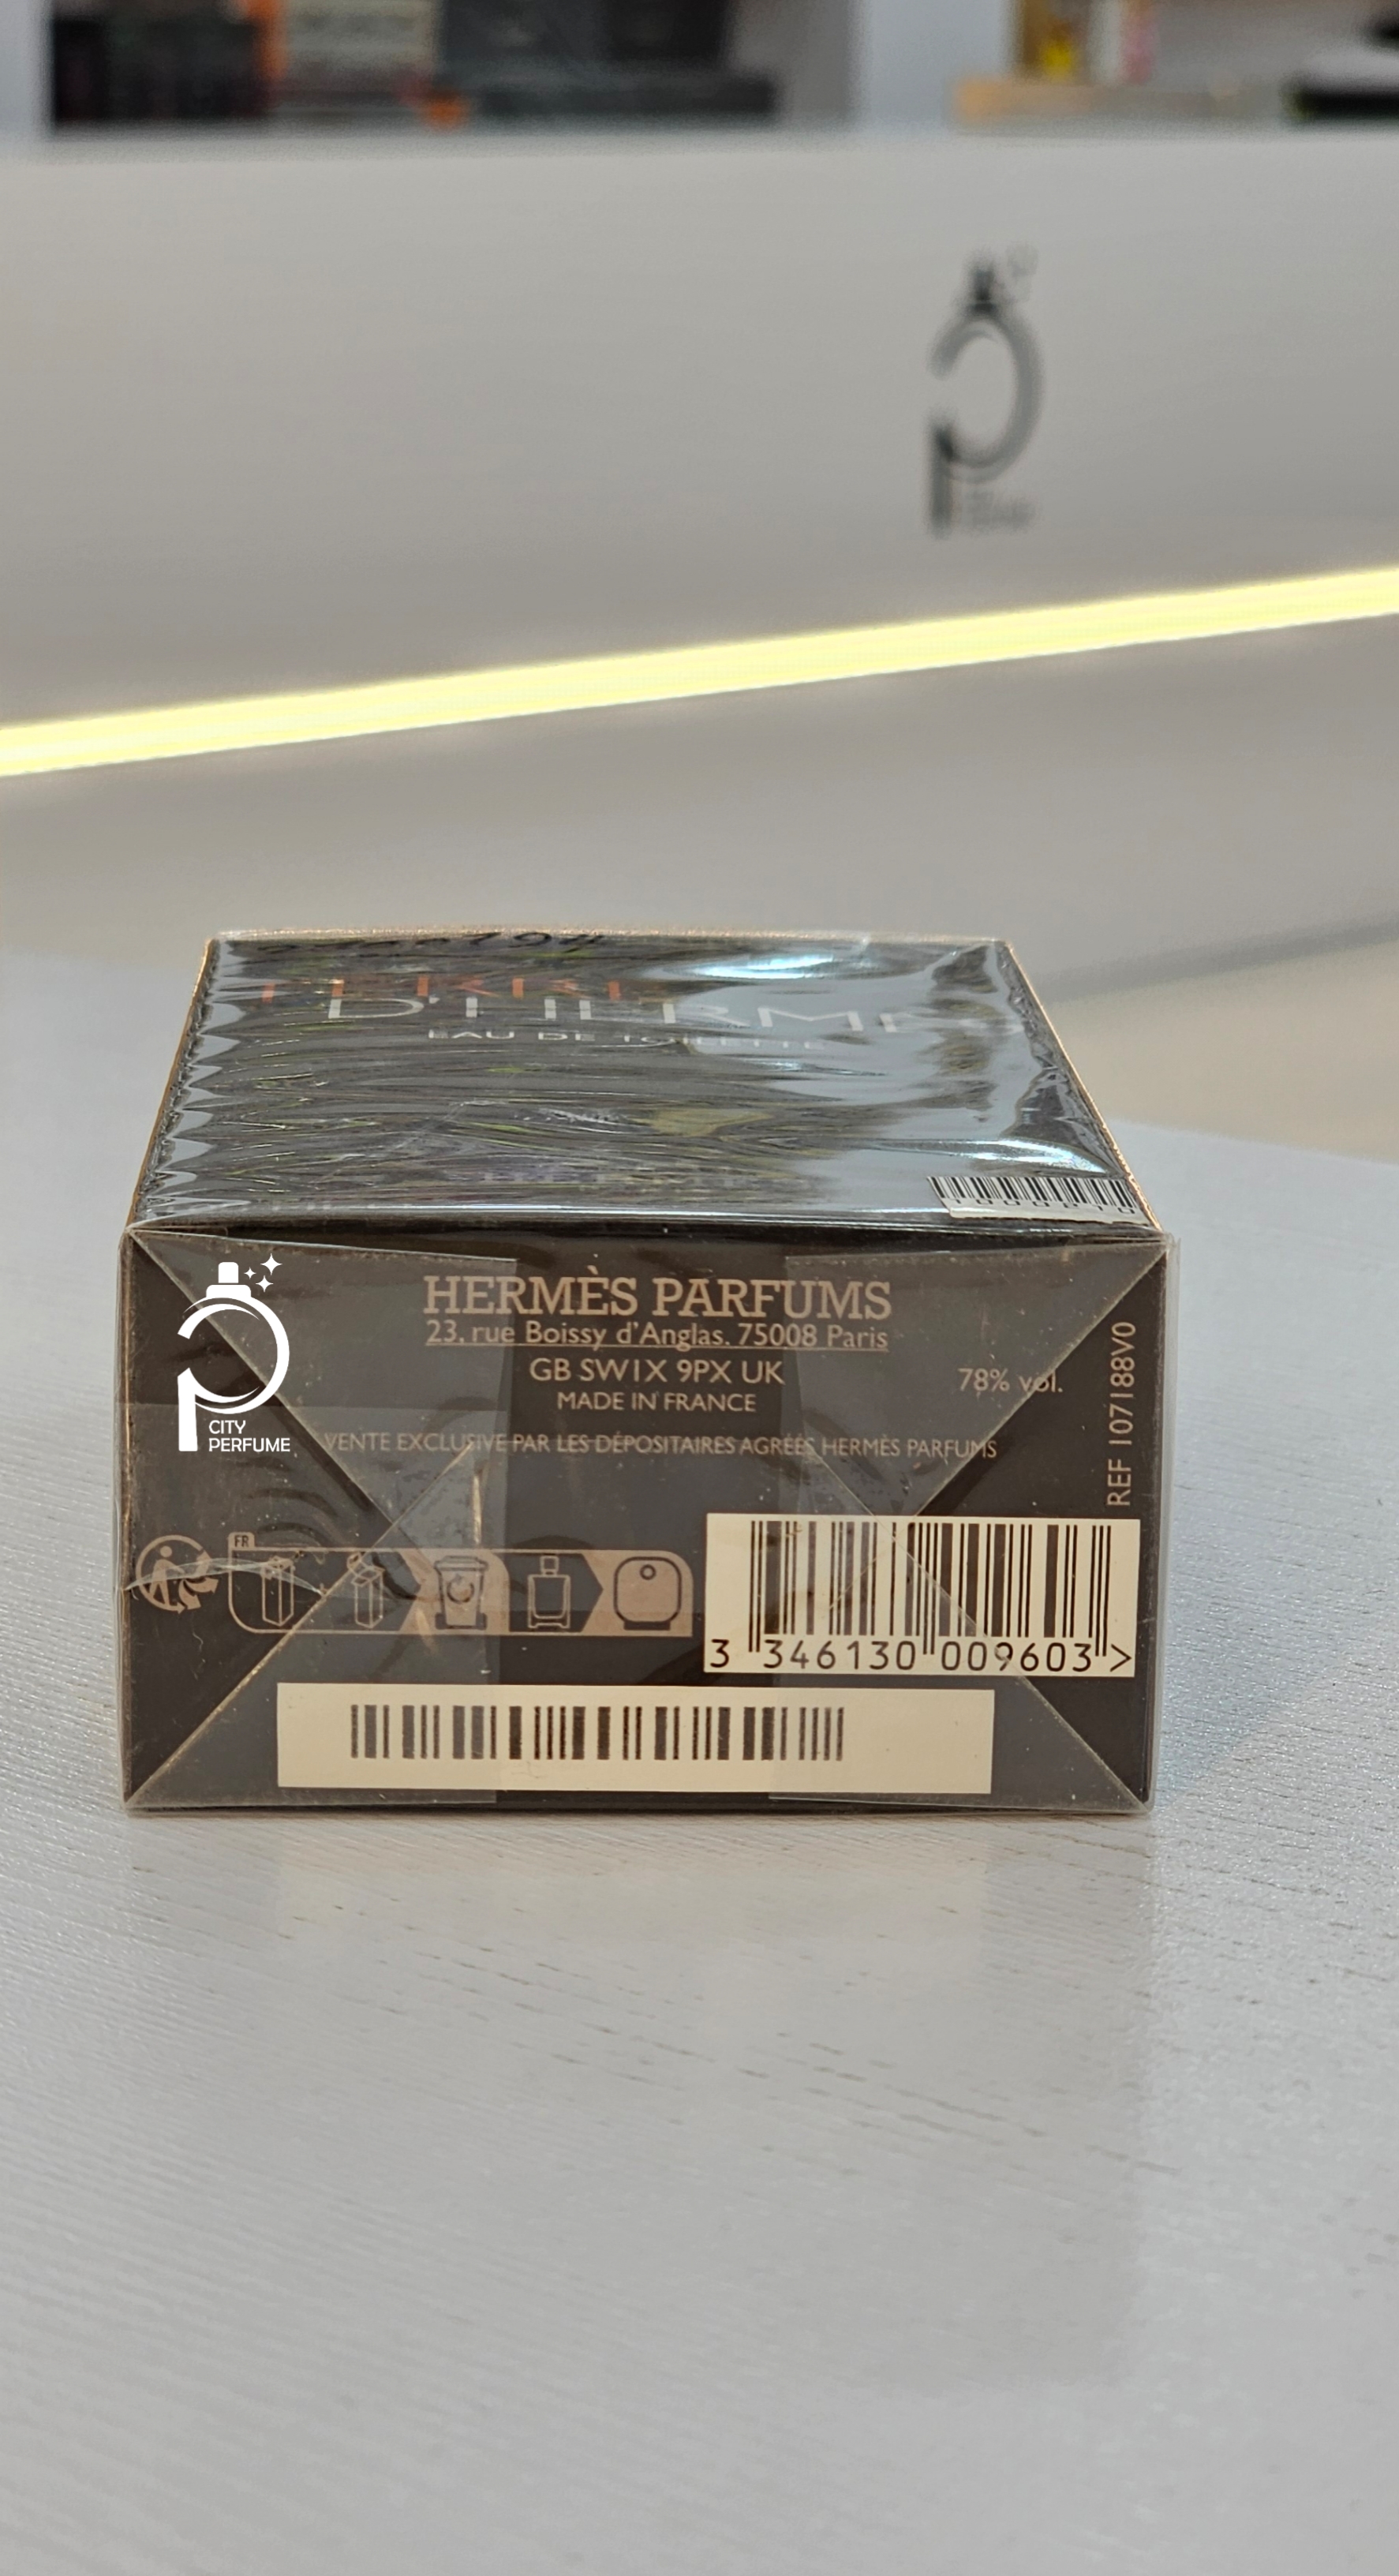 D'HERMÈS
EAU DE TOILETTE
HERMÈS PARFUMS
23, rue Boissy d'Anglas. 75008 Paris
GB SW1X 9PX UK
MADE IN FRANCE
78% vol.
VENTE EXCLUSIVE PAR LES DÉPOSITAIRES AGRÉÉS HERMÈS PARFUMS
REF 107188V0
CITY
PERFUME
FR
3 346130 009603 >